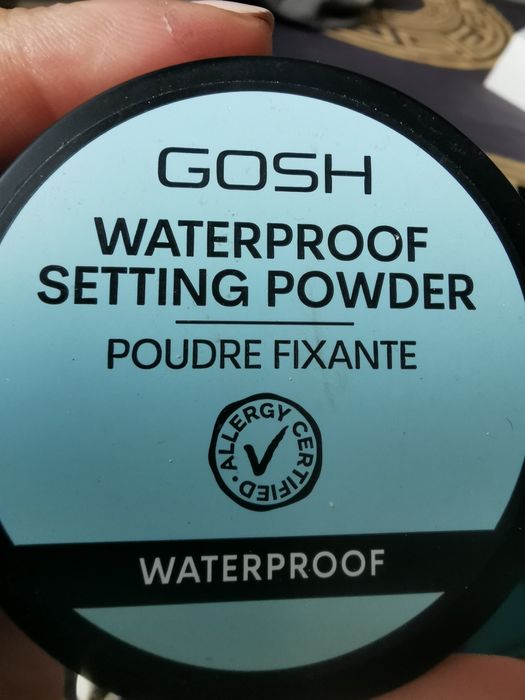 GOSH
WATERPROOF
SETTING POWDER
POUDRE FIXANTE
ALLERGY CERTIFIED
WATERPROOF